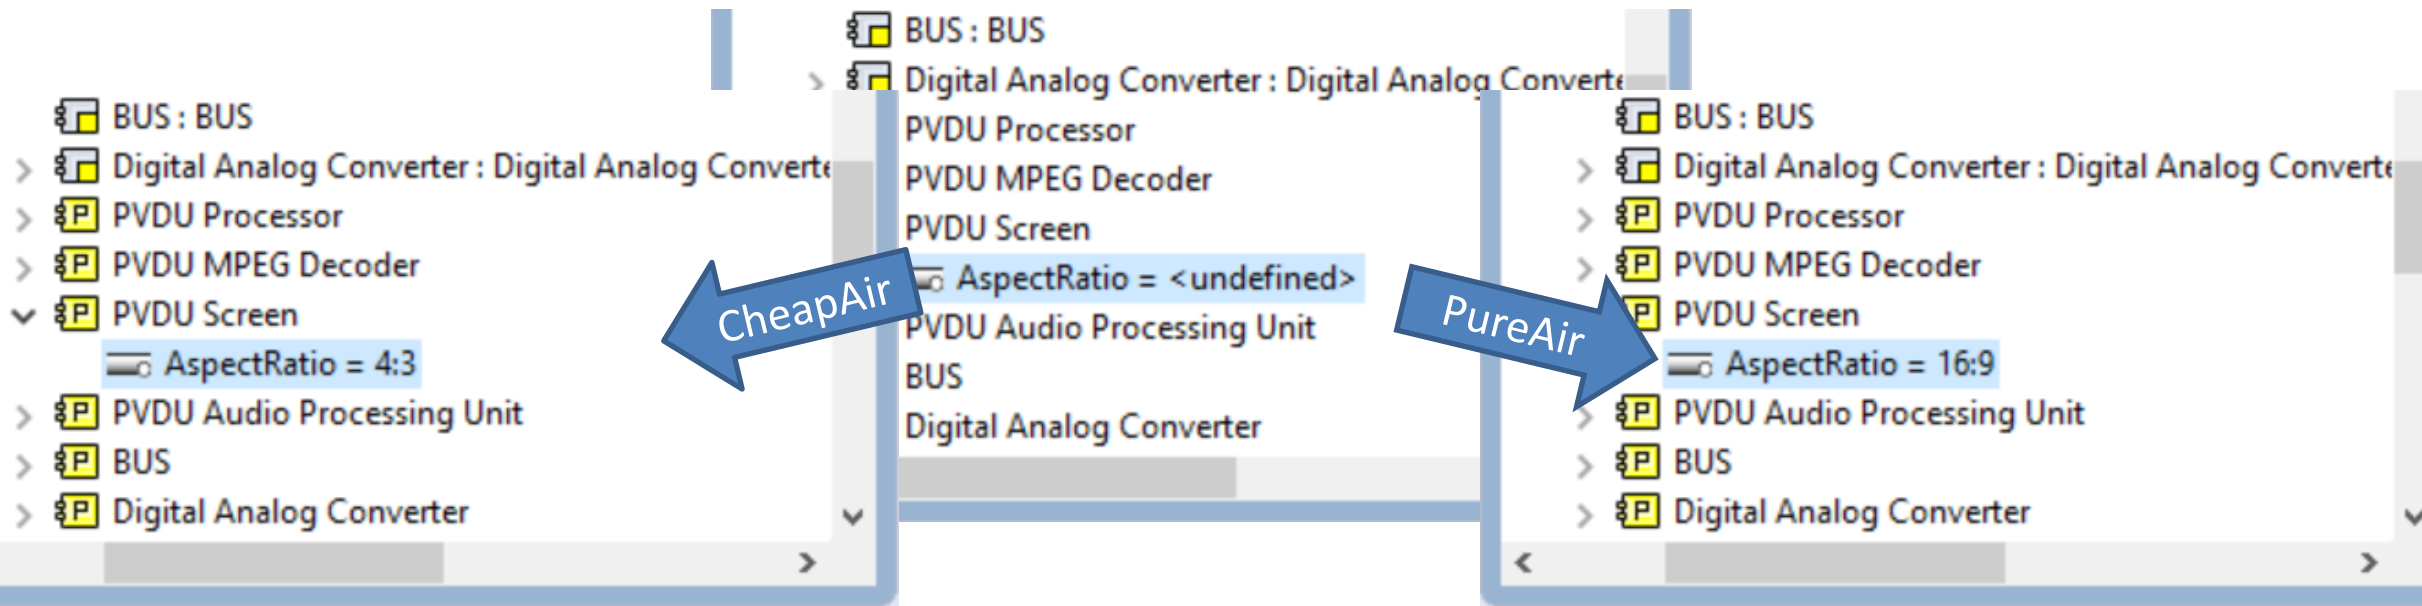 BUS : BUS
Digital Analog Converter : Digital Analog Converte
PVDU Processor
PVDU MPEG Decoder
PVDU Screen
AspectRatio = 4:3
PVDU Audio Processing Unit
BUS
Digital Analog Converter
CheapAir
BUS : BUS
Digital Analog Converter : Digital Analog Converte
PVDU Processor
PVDU MPEG Decoder
PVDU Screen
AspectRatio = <undefined>
PVDU Audio Processing Unit
BUS
Digital Analog Converter
PureAir
BUS : BUS
Digital Analog Converter : Digital Analog Converte
PVDU Processor
PVDU MPEG Decoder
PVDU Screen
AspectRatio = 16:9
PVDU Audio Processing Unit
BUS
Digital Analog Converter